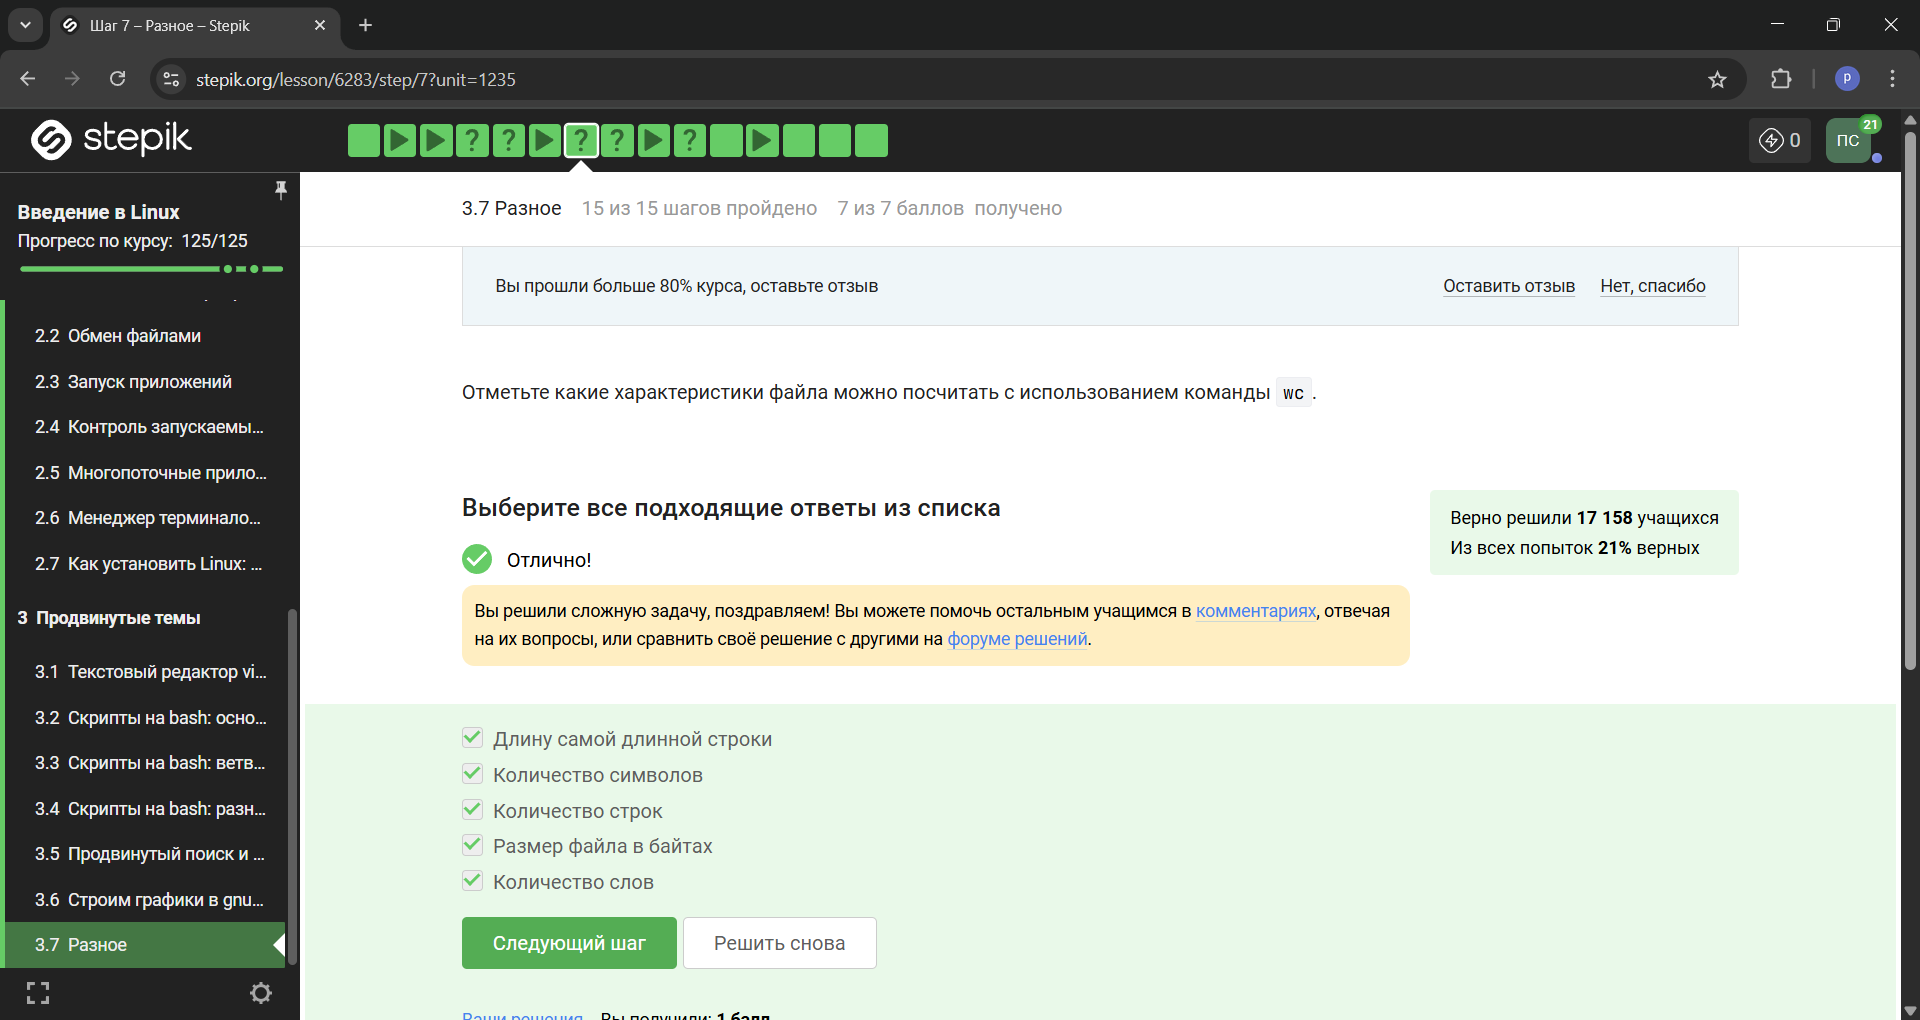 Шаг 7 – Разное – Stepik
stepik.org/lesson/6283/step/7?unit=1235
P
stepik
? ? ? ? ?
0
ПС
21
Введение в Linux
Прогресс по курсу: 125/125
2.2 Обмен файлами
2.3 Запуск приложений
2.4 Контроль запускаемы...
2.5 Многопоточные прило...
2.6 Менеджер терминало...
2.7 Как установить Linux: ...
3 Продвинутые темы
3.1 Текстовый редактор vi...
3.2 Скрипты на bash: осно...
3.3 Скрипты на bash: ветв...
3.4 Скрипты на bash: разн...
3.5 Продвинутый поиск и ...
3.6 Строим графики в gnu...
3.7 Разное
3.7 Разное 15 из 15 шагов пройдено 7 из 7 баллов получено
Вы прошли больше 80% курса, оставьте отзыв
Оставить отзыв Нет, спасибо
Отметьте какие характеристики файла можно посчитать с использованием команды wc.
Выберите все подходящие ответы из списка
Верно решили 17 158 учащихся
Из всех попыток 21% верных
Отлично!
Вы решили сложную задачу, поздравляем! Вы можете помочь остальным учащимся в комментариях, отвечая
на их вопросы, или сравнить своё решение с другими на форуме решений.
Длину самой длинной строки
Количество символов
Количество строк
Размер файла в байтах
Количество слов
Следующий шаг
Решить снова
Ваши решения Вы получили: 1 балл